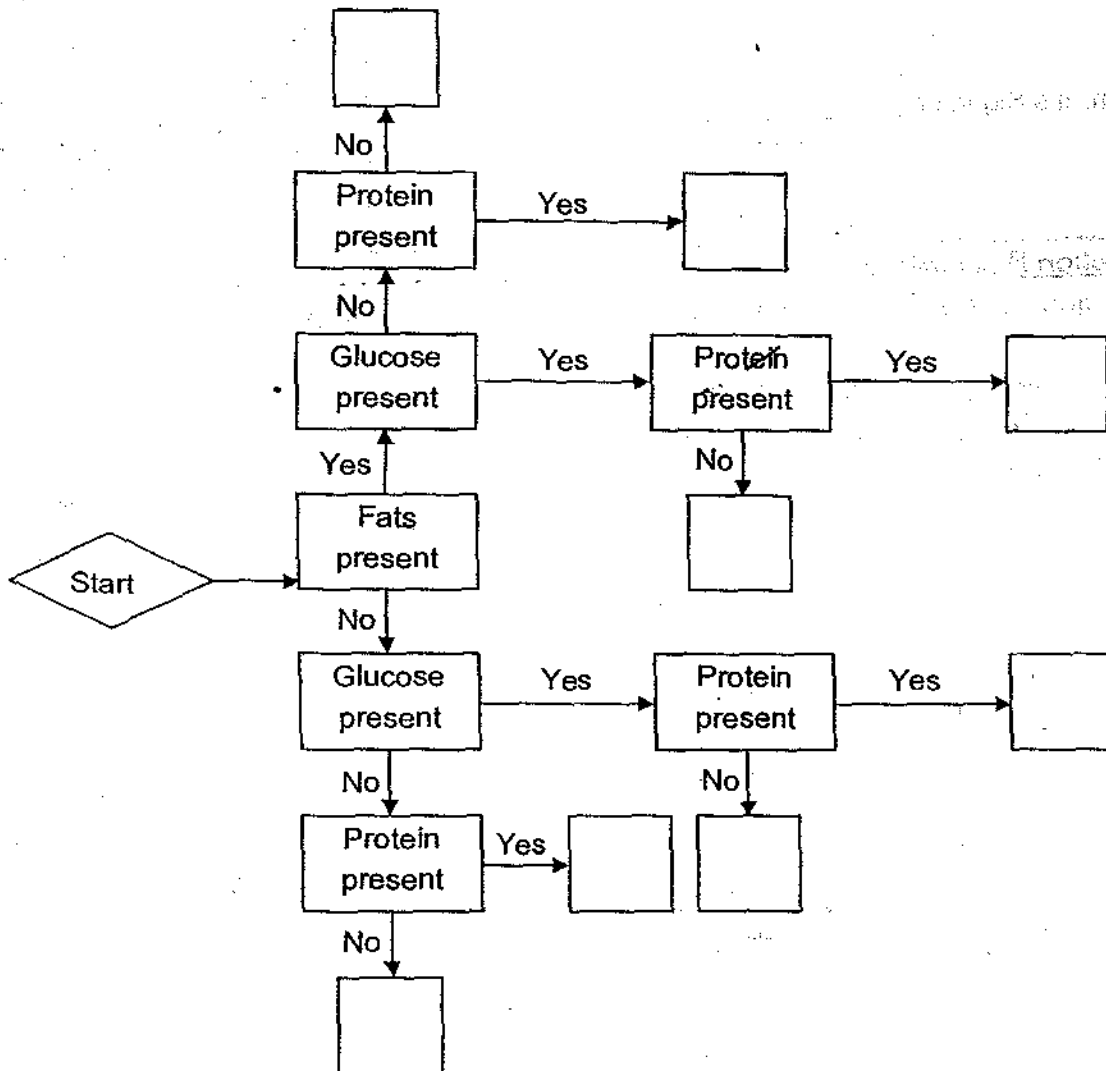 No
Protein
present
Yes
No
Glucose
present
Yes
Protein
present
Yes
Yes
No
Fats
present
Start
No
Glucose
present
Yes
Protein
present
Yes
No
No
Protein
present
Yes
No